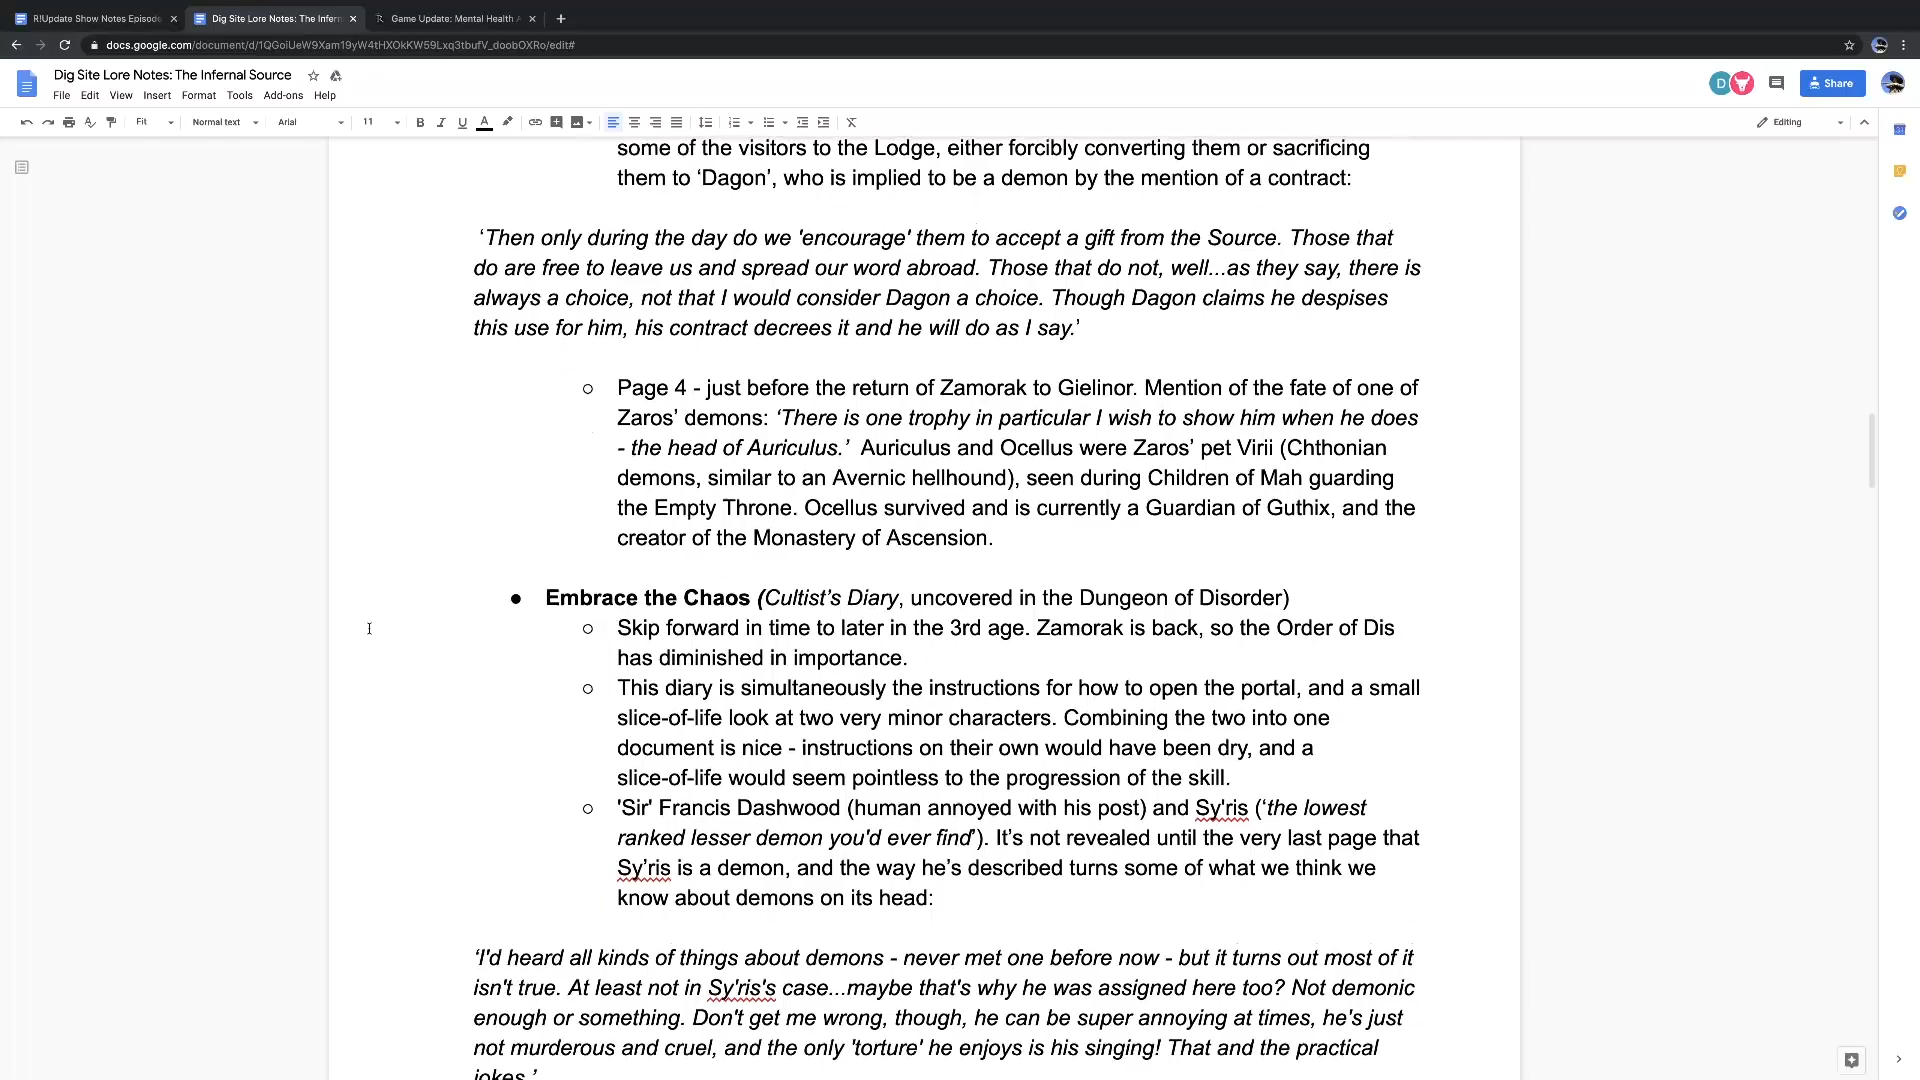 R!Update Show Notes Episode
Dig Site Lore Notes: The Infern
Game Update: Mental Health A
docs.google.com/document/d/1QGoiUeW9Xam19yW4tHXOkKW59Lxq3tbufV_doobOXRo/edit#
Dig Site Lore Notes: The Infernal Source
File Edit View Insert Format Tools Add-ons Help
D
Share
Fit Normal text Arial 11 B I U A Editing
some of the visitors to the Lodge, either forcibly converting them or sacrificing
them to ‘Dagon’, who is implied to be a demon by the mention of a contract:
‘Then only during the day do we 'encourage' them to accept a gift from the Source. Those that
do are free to leave us and spread our word abroad. Those that do not, well...as they say, there is
always a choice, not that I would consider Dagon a choice. Though Dagon claims he despises
this use for him, his contract decrees it and he will do as I say.’
○ Page 4 - just before the return of Zamorak to Gielinor. Mention of the fate of one of
Zaros’ demons: ‘There is one trophy in particular I wish to show him when he does
- the head of Auriculus.’ Auriculus and Ocellus were Zaros’ pet Virii (Chthonian
demons, similar to an Avernic hellhound), seen during Children of Mah guarding
the Empty Throne. Ocellus survived and is currently a Guardian of Guthix, and the
creator of the Monastery of Ascension.
● Embrace the Chaos (Cultist’s Diary, uncovered in the Dungeon of Disorder)
○ Skip forward in time to later in the 3rd age. Zamorak is back, so the Order of Dis
has diminished in importance.
○ This diary is simultaneously the instructions for how to open the portal, and a small
slice-of-life look at two very minor characters. Combining the two into one
document is nice - instructions on their own would have been dry, and a
slice-of-life would seem pointless to the progression of the skill.
○ 'Sir' Francis Dashwood (human annoyed with his post) and Sy'ris (‘the lowest
ranked lesser demon you'd ever find’). It’s not revealed until the very last page that
Sy’ris is a demon, and the way he’s described turns some of what we think we
know about demons on its head:
‘I'd heard all kinds of things about demons - never met one before now - but it turns out most of it
isn't true. At least not in Sy'ris's case...maybe that's why he was assigned here too? Not demonic
enough or something. Don't get me wrong, though, he can be super annoying at times, he's just
not murderous and cruel, and the only 'torture' he enjoys is his singing! That and the practical
jokes.’